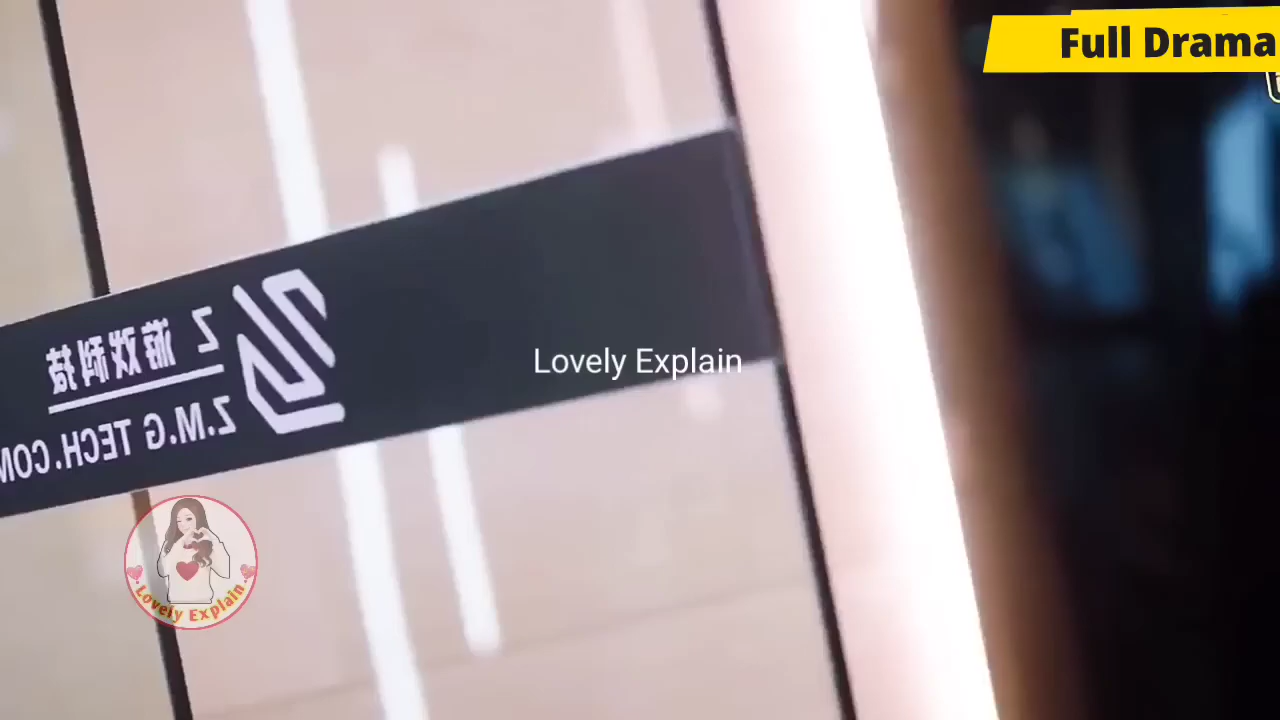 Full Drama
Z 游戏科技
Z.M.G TECH.COM
Lovely Explain
Lovely Explain